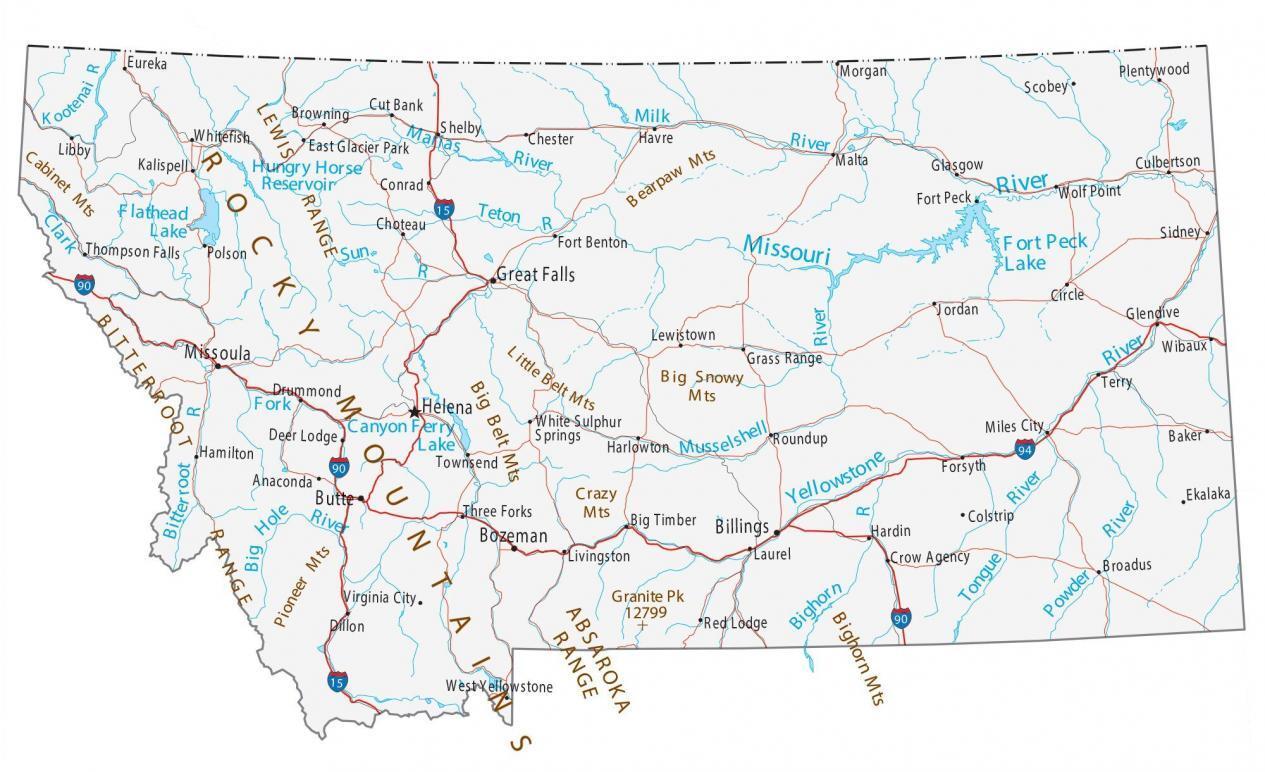 Eureka
Morgan
Scobey
Plentywood
Kootenai R
Libby
Whitefish
Kalispell
LEWIS
RANGE
Browning
Cut Bank
East Glacier Park
Shelby
Marias
River
Chester
Milk
River
Havre
Malta
Glasgow
Culbertson
Cabinet Mts
Hungry Horse
Reservoir
Conrad
15
Bearpaw Mts
Fort Peck
River
Wolf Point
Flathead
Lake
Choteau
Teton R
Fort Benton
Clark
Thompson Falls
Polson
Sun
R
Great Falls
Missouri
River
Fort Peck
Lake
Sidney
90
Circle
Jordan
Glendive
Wibaux
ROCKY
MOUNTAINS
BITTERROOT
RANGE
Missoula
Lewistown
Grass Range
River
Terry
Little Belt Mts
Big Snowy
Mts
Drummond
Fork
Helena
Canyon Ferry
Lake
Big Belt Mts
White Sulphur
Springs
Deer Lodge
Harlowton
Musselshell
Roundup
Miles City
94
Baker
Hamilton
Bitterroot
R
90
Townsend
Yellowstone
Forsyth
Anaconda
Butte
Crazy
Mts
River
Ekalaka
Big Hole
River
Three Forks
Bozeman
Big Timber
Billings
R
Colstrip
River
Livingston
Laurel
Hardin
Crow Agency
Pioneer Mts
Tongue
Powder
Broadus
Virginia City
Dillon
Granite Pk
12799
Red Lodge
Bighorn
Bighorn Mts
90
ABSAROKA
RANGE
15
West Yellowstone